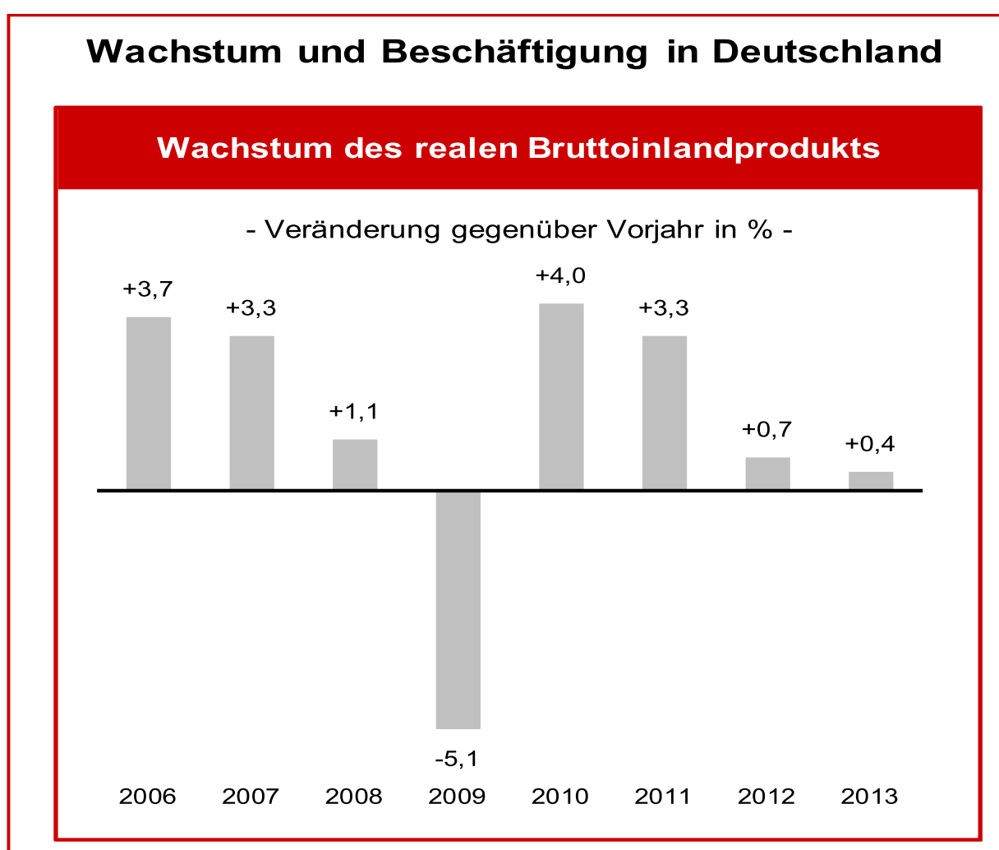 Wachstum und Beschäftigung in Deutschland
Wachstum des realen Bruttoinlandprodukts
- Veränderung gegenüber Vorjahr in % -
+3,7
+3,3
+1,1
-5,1
+4,0
+3,3
+0,7
+0,4
2006 2007 2008 2009 2010 2011 2012 2013